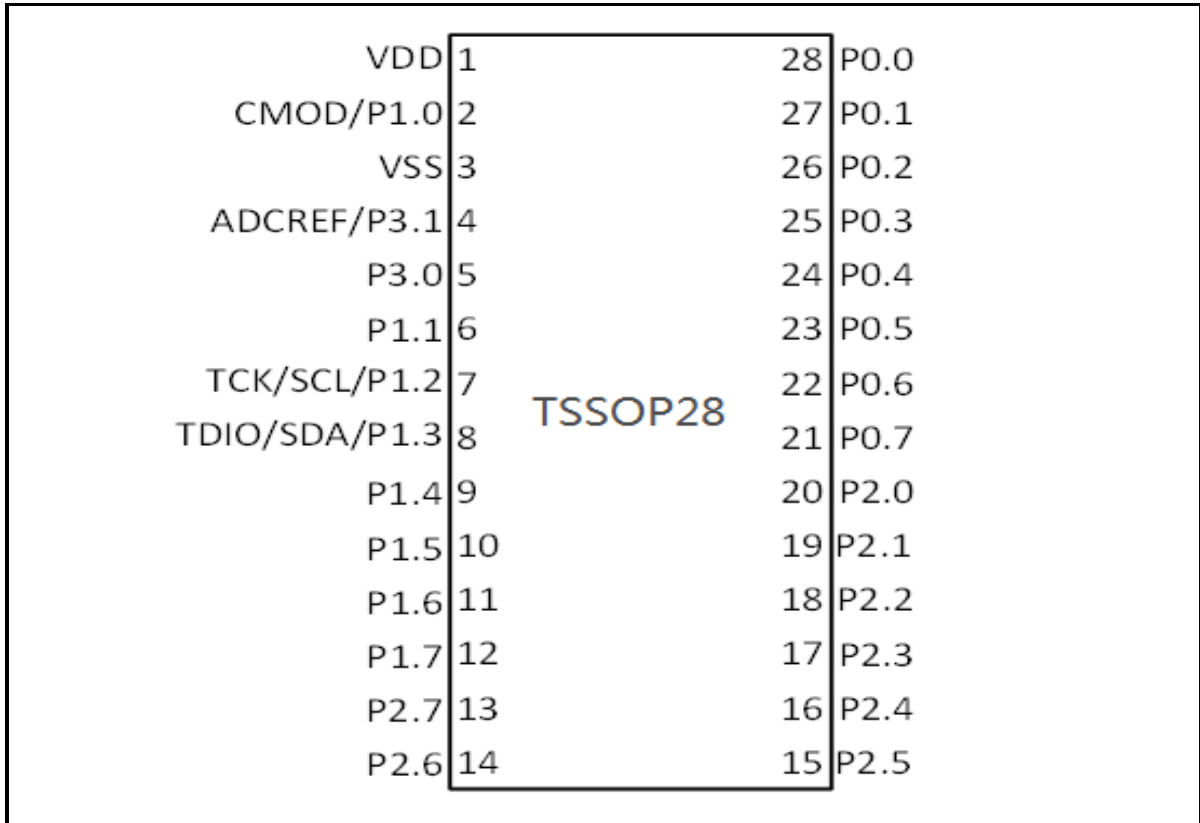 VDD 1 28 P0.0
CMOD/P1.0 2 27 P0.1
VSS 3 26 P0.2
ADCREF/P3.1 4 25 P0.3
P3.0 5 24 P0.4
P1.1 6 23 P0.5
TCK/SCL/P1.2 7 22 P0.6
TSSOP28
TDIO/SDA/P1.3 8 21 P0.7
P1.4 9 20 P2.0
P1.5 10 19 P2.1
P1.6 11 18 P2.2
P1.7 12 17 P2.3
P2.7 13 16 P2.4
P2.6 14 15 P2.5